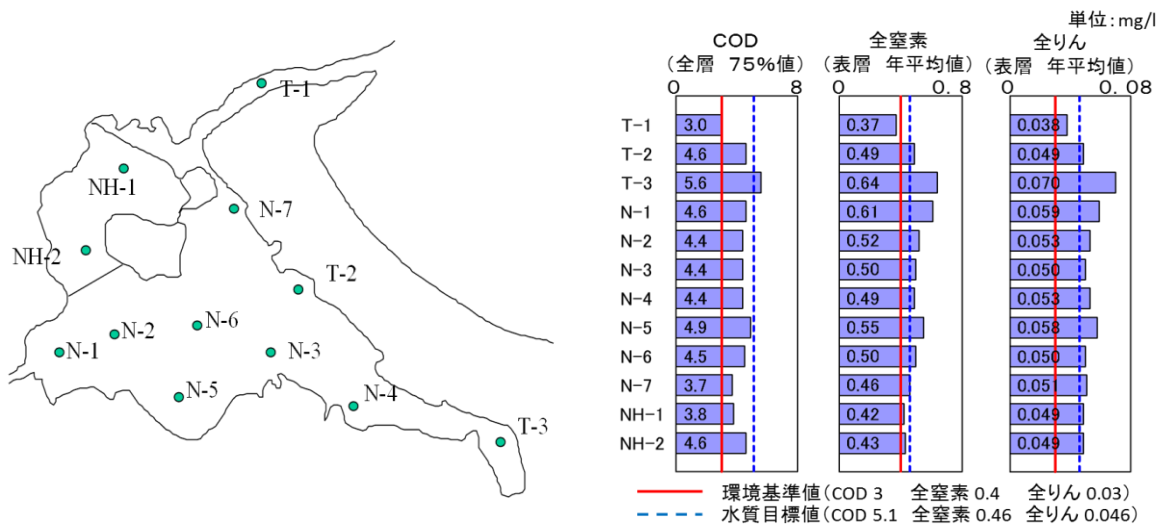 T-1
NH-1
N-7
NH-2
T-2
N-6
N-2
N-1
N-3
N-5
N-4
T-3
単位:mg/l
COD
(全層 75%値)
0 8
全窒素
(表層 年平均値)
0 0.8
全りん
(表層 年平均値)
0 0.08
T-1 3.0 0.37 0.038
T-2 4.6 0.49 0.049
T-3 5.6 0.64 0.070
N-1 4.6 0.61 0.059
N-2 4.4 0.52 0.053
N-3 4.4 0.50 0.050
N-4 4.4 0.49 0.053
N-5 4.9 0.55 0.058
N-6 4.5 0.50 0.050
N-7 3.7 0.46 0.051
NH-1 3.8 0.42 0.049
NH-2 4.6 0.43 0.049
環境基準値(COD 3 全窒素 0.4 全りん 0.03)
水質目標値(COD 5.1 全窒素 0.46 全りん 0.046)